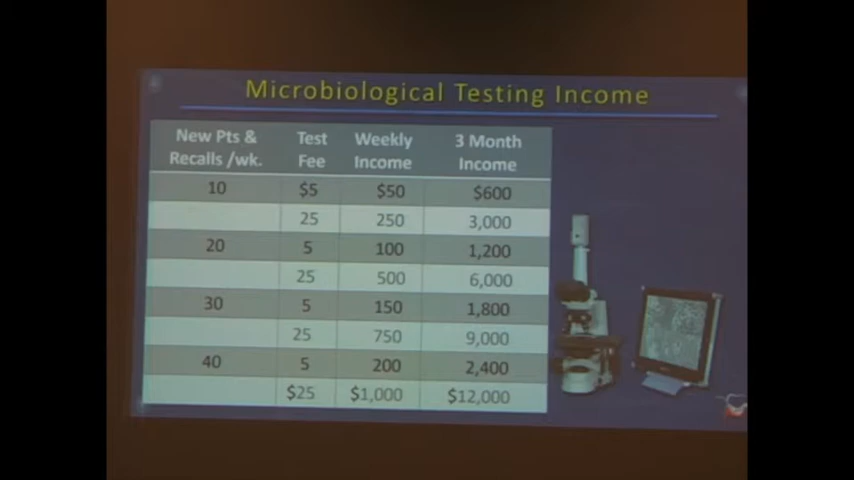 Microbiological Testing Income
New Pts & Recalls /wk. Test Fee Weekly Income 3 Month Income
10 $5 $50 $600
25 250 3,000
20 5 100 1,200
25 500 6,000
30 5 150 1,800
25 750 9,000
40 5 200 2,400
$25 $1,000 $12,000